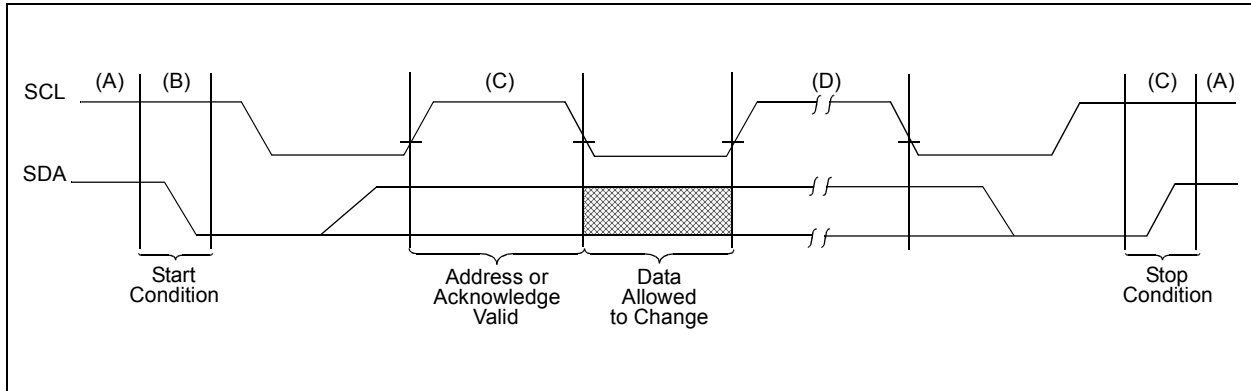 (A) (B) (C) (D) (C) (A)
SCL
SDA
Start
Condition
Address or
Acknowledge
Valid
Data
Allowed
to Change
Stop
Condition